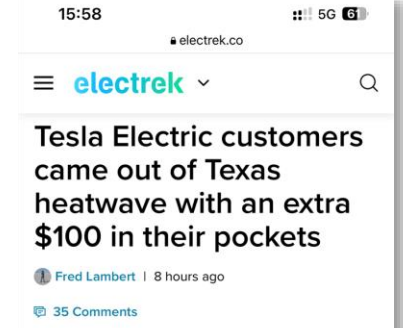 15:58 5G 61
electrek.co
electrek
Tesla Electric customers
came out of Texas
heatwave with an extra
$100 in their pockets
Fred Lambert | 8 hours ago
35 Comments